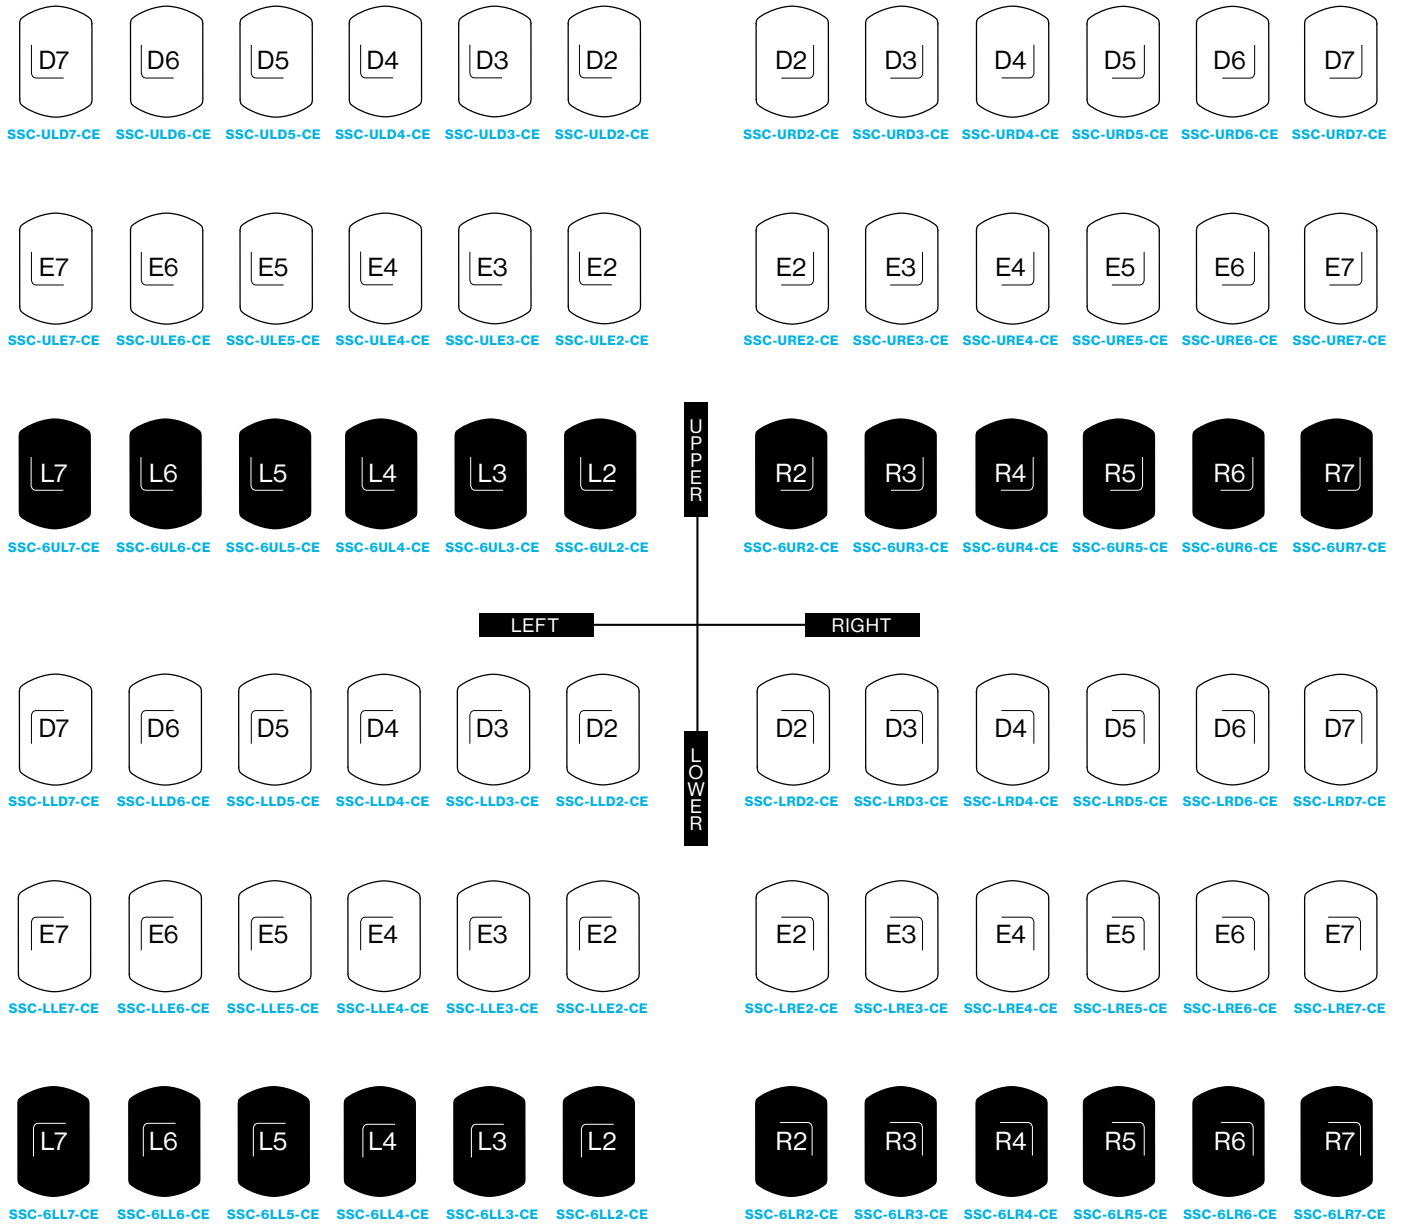 D7 D6 D5 D4 D3 D2 D2 D3 D4 D5 D6 D7
SSC-ULD7-CE SSC-ULD6-CE SSC-ULD5-CE SSC-ULD4-CE SSC-ULD3-CE SSC-ULD2-CE SSC-URD2-CE SSC-URD3-CE SSC-URD4-CE SSC-URD5-CE SSC-URD6-CE SSC-URD7-CE
E7 E6 E5 E4 E3 E2 E2 E3 E4 E5 E6 E7
SSC-ULE7-CE SSC-ULE6-CE SSC-ULE5-CE SSC-ULE4-CE SSC-ULE3-CE SSC-ULE2-CE SSC-URE2-CE SSC-URE3-CE SSC-URE4-CE SSC-URE5-CE SSC-URE6-CE SSC-URE7-CE
UPPER
L7 L6 L5 L4 L3 L2 R2 R3 R4 R5 R6 R7
SSC-6UL7-CE SSC-6UL6-CE SSC-6UL5-CE SSC-6UL4-CE SSC-6UL3-CE SSC-6UL2-CE SSC-6UR2-CE SSC-6UR3-CE SSC-6UR4-CE SSC-6UR5-CE SSC-6UR6-CE SSC-6UR7-CE
LEFT RIGHT
D7 D6 D5 D4 D3 D2 D2 D3 D4 D5 D6 D7
LOWER
SSC-LLD7-CE SSC-LLD6-CE SSC-LLD5-CE SSC-LLD4-CE SSC-LLD3-CE SSC-LLD2-CE SSC-LRD2-CE SSC-LRD3-CE SSC-LRD4-CE SSC-LRD5-CE SSC-LRD6-CE SSC-LRD7-CE
E7 E6 E5 E4 E3 E2 E2 E3 E4 E5 E6 E7
SSC-LLE7-CE SSC-LLE6-CE SSC-LLE5-CE SSC-LLE4-CE SSC-LLE3-CE SSC-LLE2-CE SSC-LRE2-CE SSC-LRE3-CE SSC-LRE4-CE SSC-LRE5-CE SSC-LRE6-CE SSC-LRE7-CE
L7 L6 L5 L4 L3 L2 R2 R3 R4 R5 R6 R7
SSC-6LL7-CE SSC-6LL6-CE SSC-6LL5-CE SSC-6LL4-CE SSC-6LL3-CE SSC-6LL2-CE SSC-6LR2-CE SSC-6LR3-CE SSC-6LR4-CE SSC-6LR5-CE SSC-6LR6-CE SSC-6LR7-CE